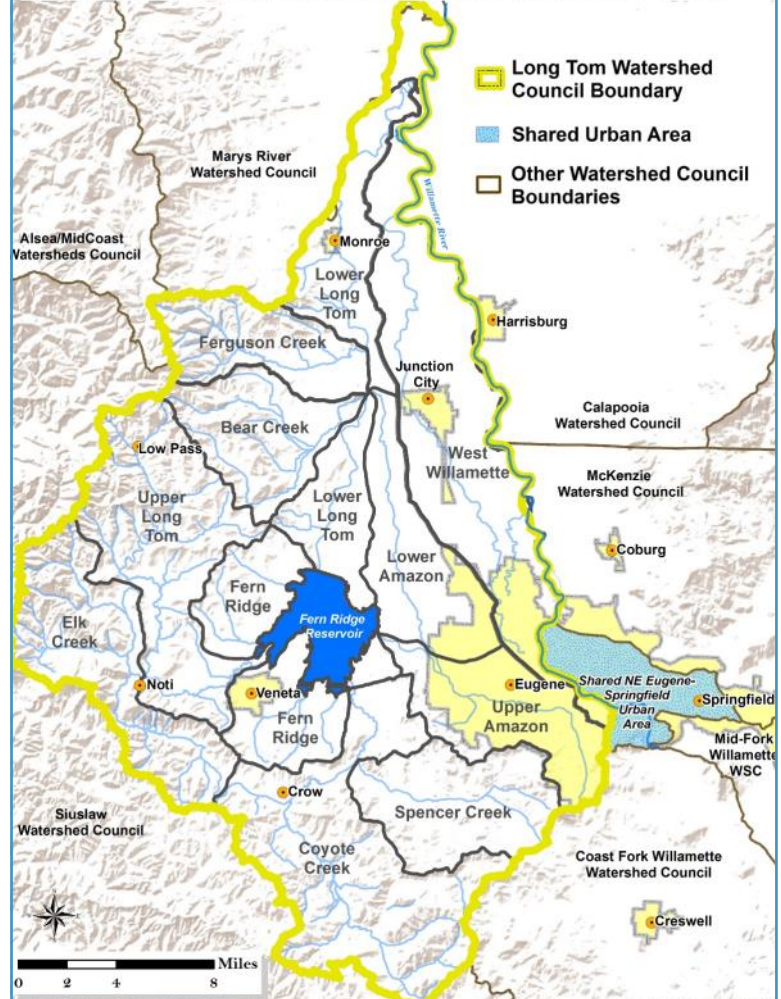 Long Tom Watershed
Council Boundary
Shared Urban Area
Other Watershed Council
Boundaries
Marys River
Watershed Council
Willamette River
Alsea/MidCoast
Watersheds Council
Monroe
Lower
Long
Tom
Harrisburg
Ferguson Creek
Junction
City
Calapooia
Watershed Council
Bear Creek
Low Pass
West
Willamette
McKenzie
Watershed Council
Upper
Long
Tom
Lower
Long
Tom
Lower
Amazon
Coburg
Fern
Ridge
Fern Ridge
Reservoir
Elk
Creek
Noti
Veneta
Fern
Ridge
Eugene
Upper
Amazon
Shared NE Eugene-
Springfield
Urban
Area
Springfield
Mid-Fork
Willamette
WSC
Crow
Spencer Creek
Siuslaw
Watershed Council
Coyote
Creek
Coast Fork Willamette
Watershed Council
Creswell
Miles
0 2 4 8